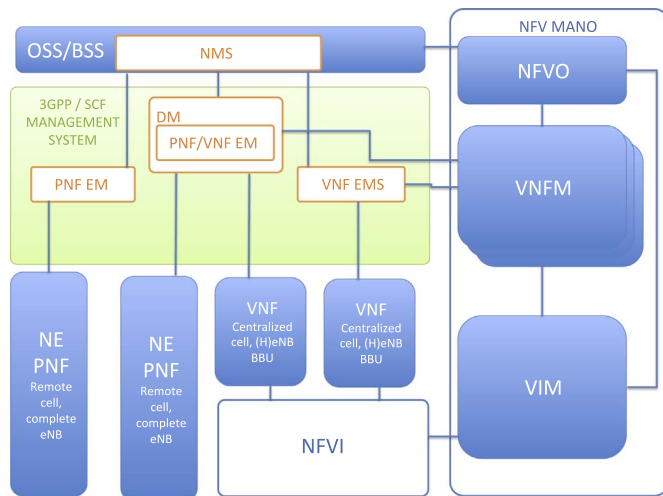 OSS/BSS
NMS
NFV MANO
NFVO
3GPP / SCF
MANAGEMENT
SYSTEM
DM
PNF/VNF EM
PNF EM
VNF EMS
VNFM
NE
PNF
Remote
cell,
complete
eNB
NE
PNF
Remote
cell,
complete
eNB
VNF
Centralized
cell, (H)eNB
BBU
VNF
Centralized
cell, (H)eNB
BBU
VIM
NFVI